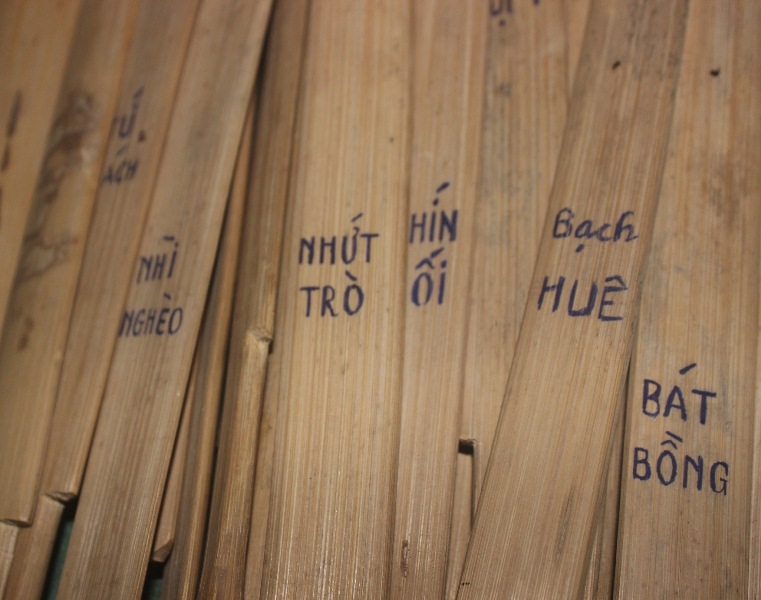 NHÌ
NGHÈO
NHỨT
TRÒ
HÍN
ỐI
Bạch
HUÊ
BÁT
BỒNG